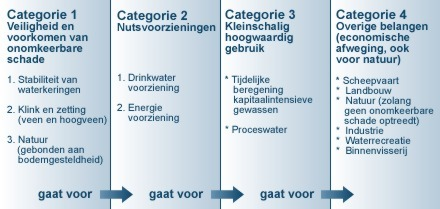 Categorie 1
Veiligheid en
voorkomen van
onomkeerbare
schade
1. Stabiliteit van
waterkeringen
2. Klink en zetting
(veen en hoogveen)
3. Natuur
(gebonden aan
bodemgesteldheid)
gaat voor
Categorie 2
Nutsvoorzieningen
1. Drinkwater
voorziening
2. Energie
voorziening
gaat voor
Categorie 3
Kleinschalig
hoogwaardig
gebruik
* Tijdelijke
beregening
kapitaalintensieve
gewassen
* Proceswater
gaat voor
Categorie 4
Overige belangen
(economische
afweging, ook
voor natuur)
* Scheepvaart
* Landbouw
* Natuur (zolang
geen onomkeerbare
schade optreedt)
* Industrie
* Waterrecreatie
* Binnenvisserij